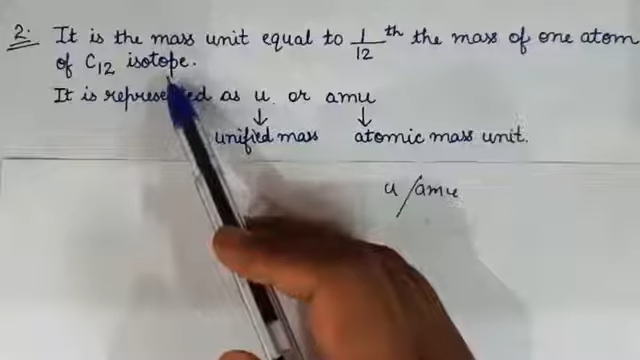 2. It is the mass unit equal to 1/12 th the mass of one atom
of C12 isotope.
It is represented as u or amu
↓ ↓
unified mass atomic mass unit.
u/amu